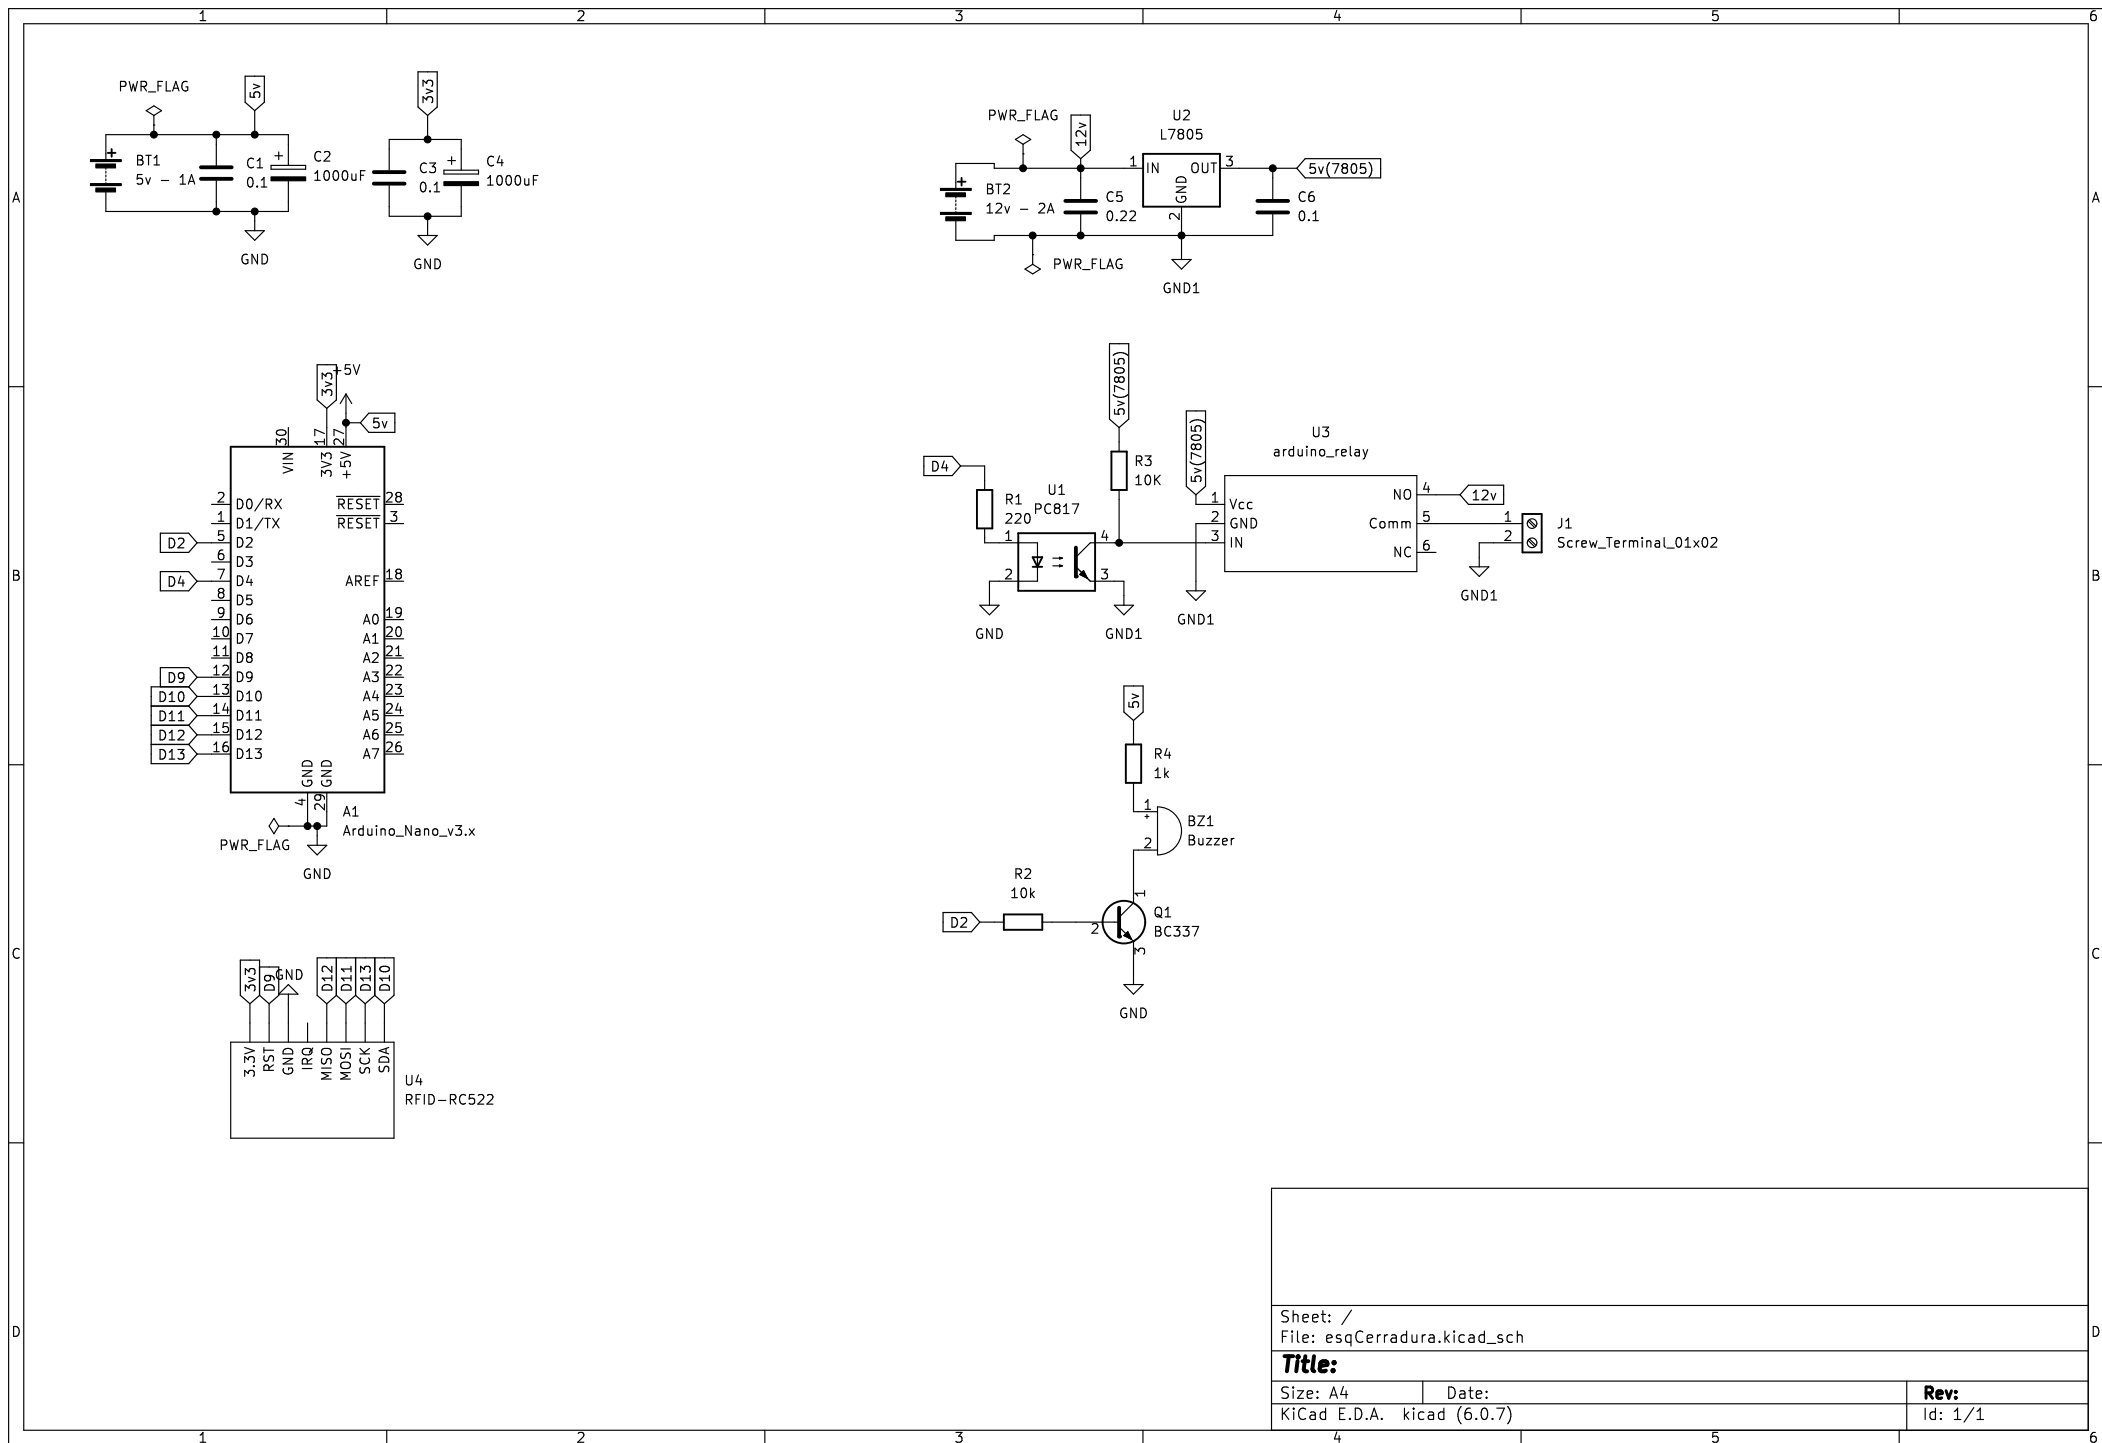 1 2 3 4 5 6
A
B
C
D
A
B
C
D
1 2 3 4 5 6
PWR_FLAG
5v
+
BT1
5v – 1A
C1
0.1
+
C2
1000uF
GND
3v3
C3
0.1
+
C4
1000uF
GND
PWR_FLAG
12v
U2
L7805
1 IN OUT 3
GND
2
5v(7805)
+
BT2
12v – 2A
C5
0.22
C6
0.1
PWR_FLAG
GND1
3v3
+5V
5v
30 17 27
VIN 3V3 +5V
2 D0/RX RESET 28
1 D1/TX RESET 3
D2 5 D2
6 D3
D4 7 D4 AREF 18
8 D5
9 D6 A0 19
10 D7 A1 20
11 D8 A2 21
D9 12 D9 A3 22
D10 13 D10 A4 23
D11 14 D11 A5 24
D12 15 D12 A6 25
D13 16 D13 A7 26
GND GND
4 29
A1
Arduino_Nano_v3.x
PWR_FLAG
GND
3v3 D9 GND D12 D11 D13 D10
3.3V RST GND IRQ MISO MOSI SCK SDA
U4
RFID–RC522
D4
R1
220
U1
PC817
1 4
2 3
GND
GND1
5v(7805)
R3
10K
5v(7805)
U3
arduino_relay
1 Vcc
2 GND
3 IN
NO 4
Comm 5
NC 6
12v
GND1
1
2
J1
Screw_Terminal_01x02
GND1
5v
R4
1k
1
+
2
BZ1
Buzzer
D2
R2
10k
2
1
3
Q1
BC337
GND
Sheet: /
File: esqCerradura.kicad_sch
Title:
Size: A4 Date: Rev:
KiCad E.D.A. kicad (6.0.7) Id: 1/1